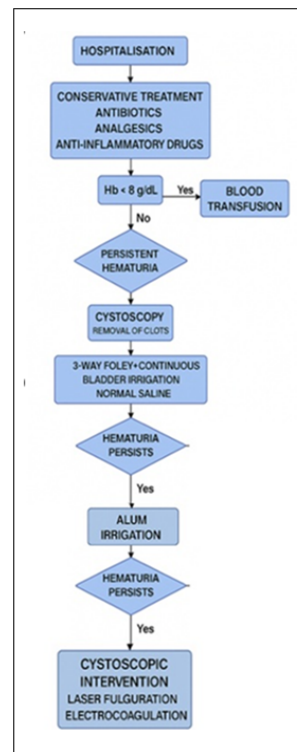 HOSPITALISATION
CONSERVATIVE TREATMENT
ANTIBIOTICS
ANALGESICS
ANTI-INFLAMMATORY DRUGS
Hb < 8 g/dL
Yes
BLOOD
TRANSFUSION
No
PERSISTENT
HEMATURIA
CYSTOSCOPY
REMOVAL OF CLOTS
3-WAY FOLEY+CONTINUOUS
BLADDER IRRIGATION
NORMAL SALINE
HEMATURIA
PERSISTS
Yes
ALUM
IRRIGATION
HEMATURIA
PERSISTS
Yes
CYSTOSCOPIC
INTERVENTION
LASER FULGURATION
ELECTROCOAGULATION